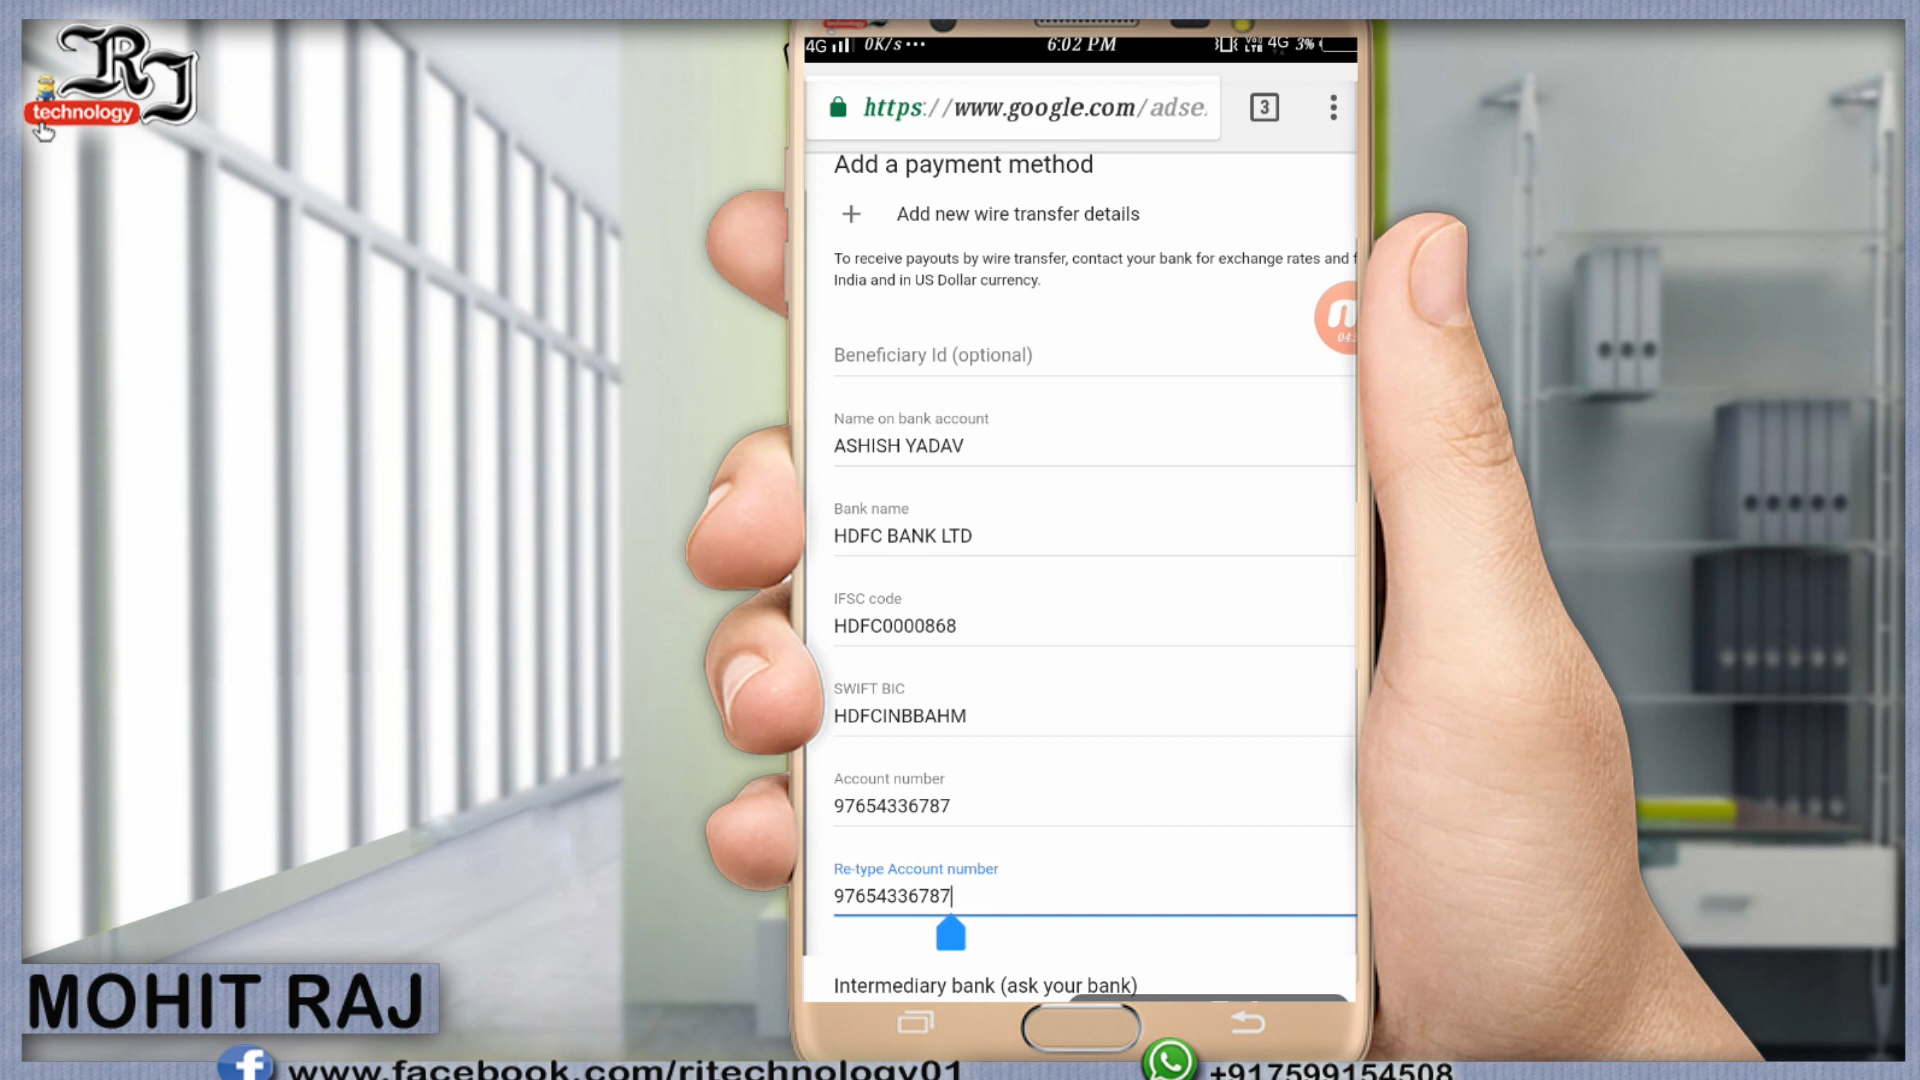 RJ
technology
4G 0K/s ••• 6:02 PM VoLTE 4G 3%
https://www.google.com/adse
3
Add a payment method
+ Add new wire transfer details
To receive payouts by wire transfer, contact your bank for exchange rates and
India and in US Dollar currency.
04:
Beneficiary Id (optional)
Name on bank account
ASHISH YADAV
Bank name
HDFC BANK LTD
IFSC code
HDFC0000868
SWIFT BIC
HDFCINBBAHM
Account number
97654336787
Re-type Account number
97654336787
Intermediary bank (ask your bank)
MOHIT RAJ
f www.facebook.com/rjtechnology01 +917599154508